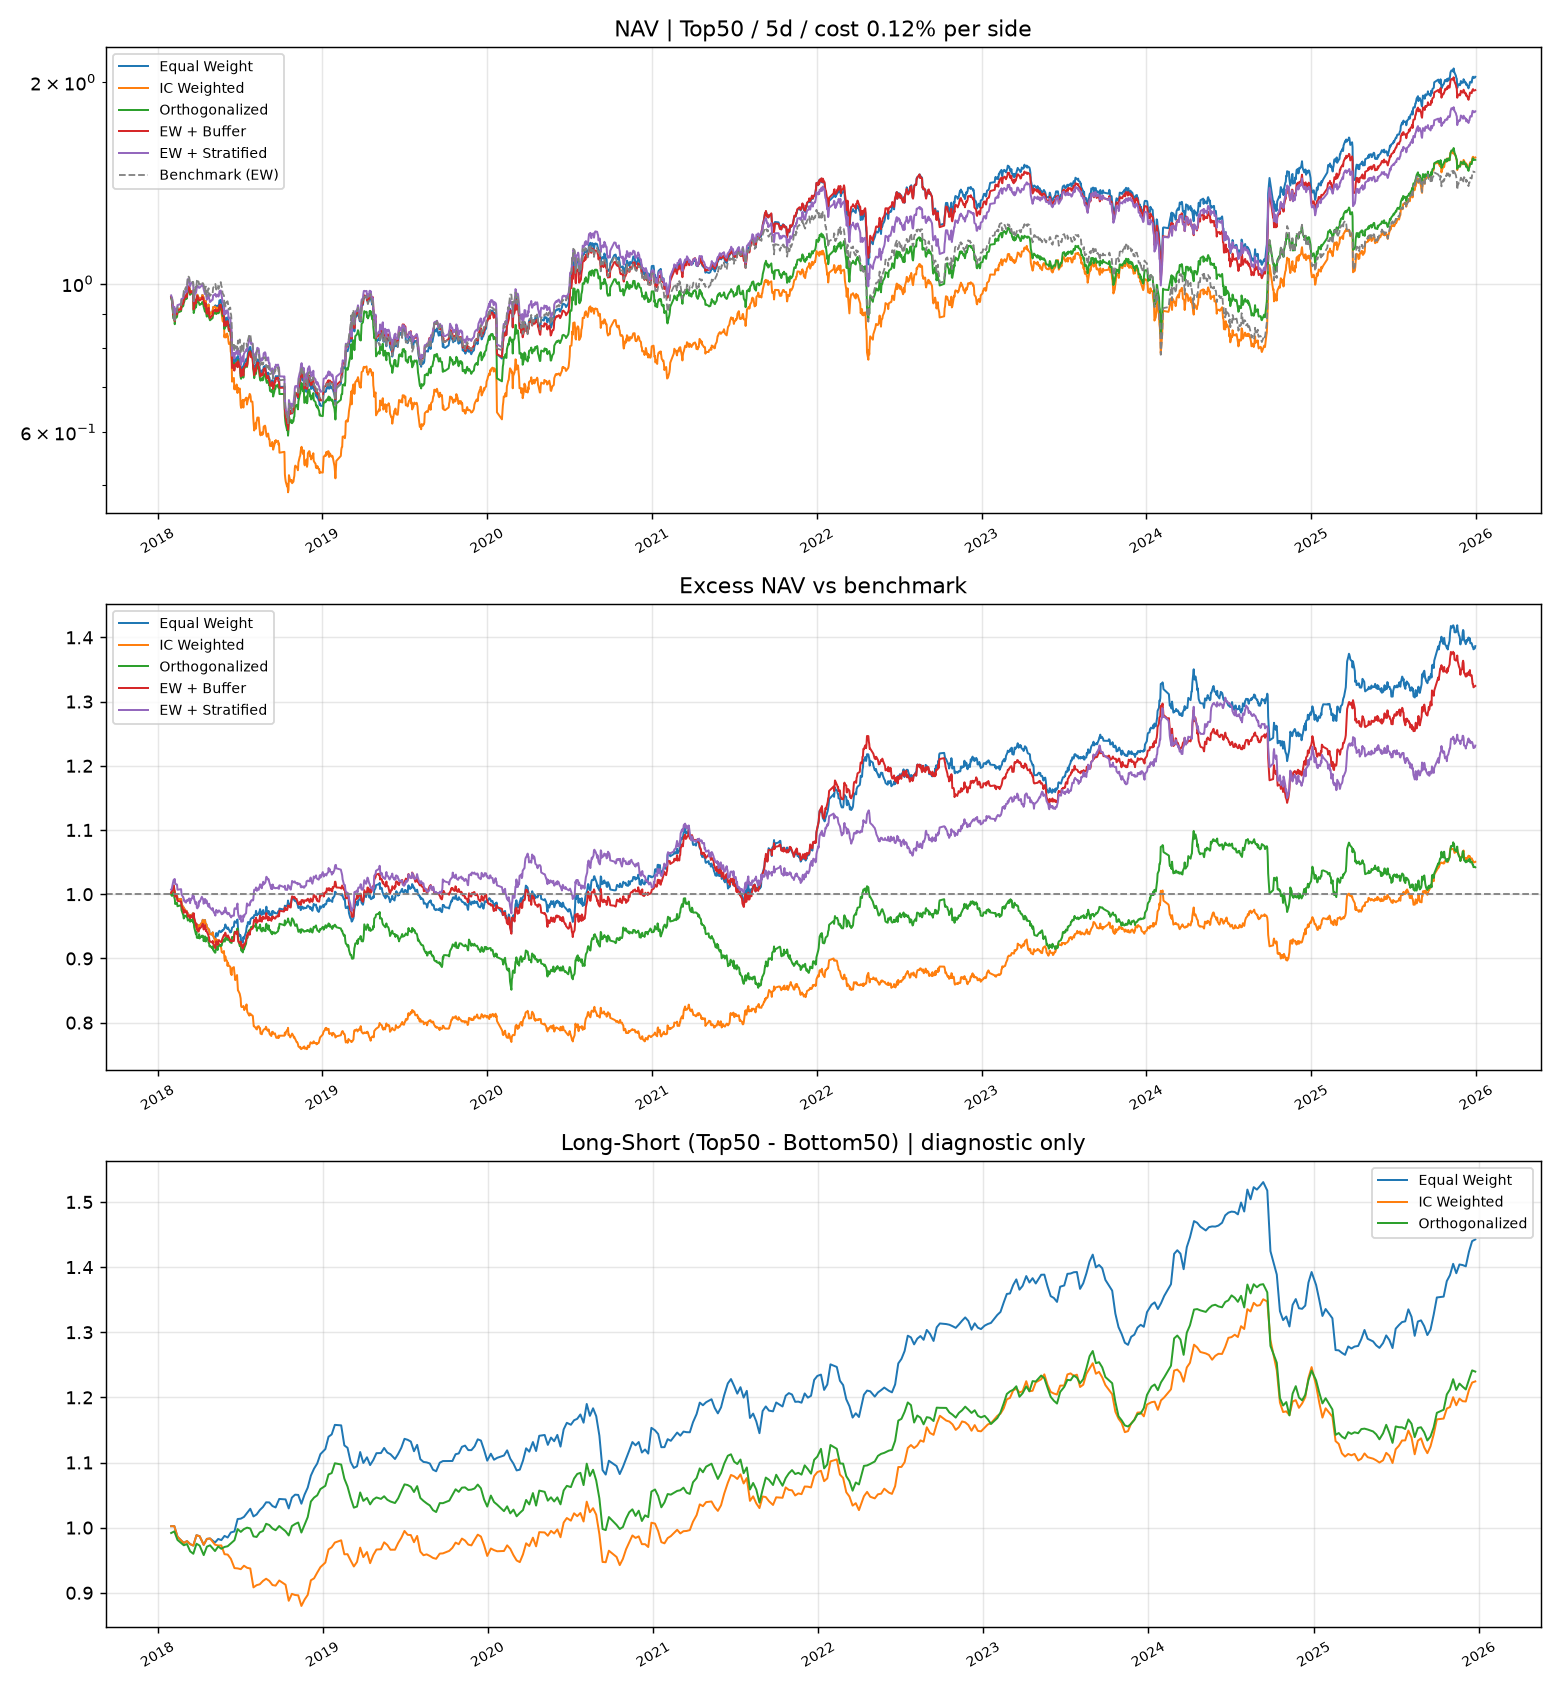 NAV | Top50 / 5d / cost 0.12% per side
Equal Weight
IC Weighted
Orthogonalized
EW + Buffer
EW + Stratified
Benchmark (EW)
2 × 10⁰
10⁰
6 × 10⁻¹
2018 2019 2020 2021 2022 2023 2024 2025 2026
Excess NAV vs benchmark
Equal Weight
IC Weighted
Orthogonalized
EW + Buffer
EW + Stratified
1.4
1.3
1.2
1.1
1.0
0.9
0.8
2018 2019 2020 2021 2022 2023 2024 2025 2026
Long-Short (Top50 - Bottom50) | diagnostic only
Equal Weight
IC Weighted
Orthogonalized
1.5
1.4
1.3
1.2
1.1
1.0
0.9
2018 2019 2020 2021 2022 2023 2024 2025 2026